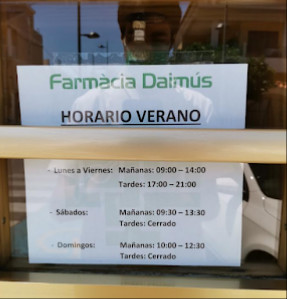 Farmàcia Daimús
HORARIO VERANO
- Lunes a Viernes: Mañanas: 09:00 – 14:00
Tardes: 17:00 – 21:00
- Sábados: Mañanas: 09:30 – 13:30
Tardes: Cerrado
- Domingos: Mañanas: 10:00 – 12:30
Tardes: Cerrado